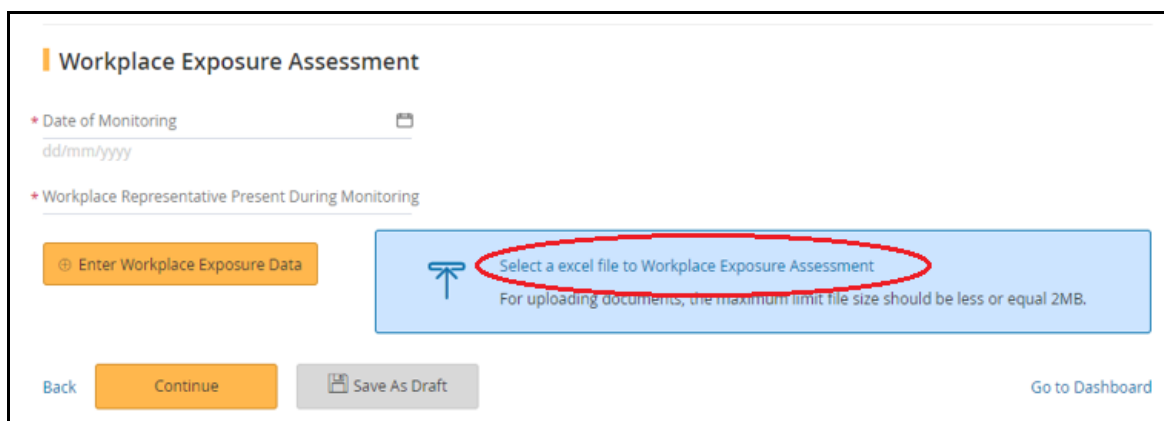 Workplace Exposure Assessment
* Date of Monitoring
dd/mm/yyyy
* Workplace Representative Present During Monitoring
Enter Workplace Exposure Data
Select a excel file to Workplace Exposure Assessment
For uploading documents, the maximum limit file size should be less or equal 2MB.
Back
Continue
Save As Draft
Go to Dashboard